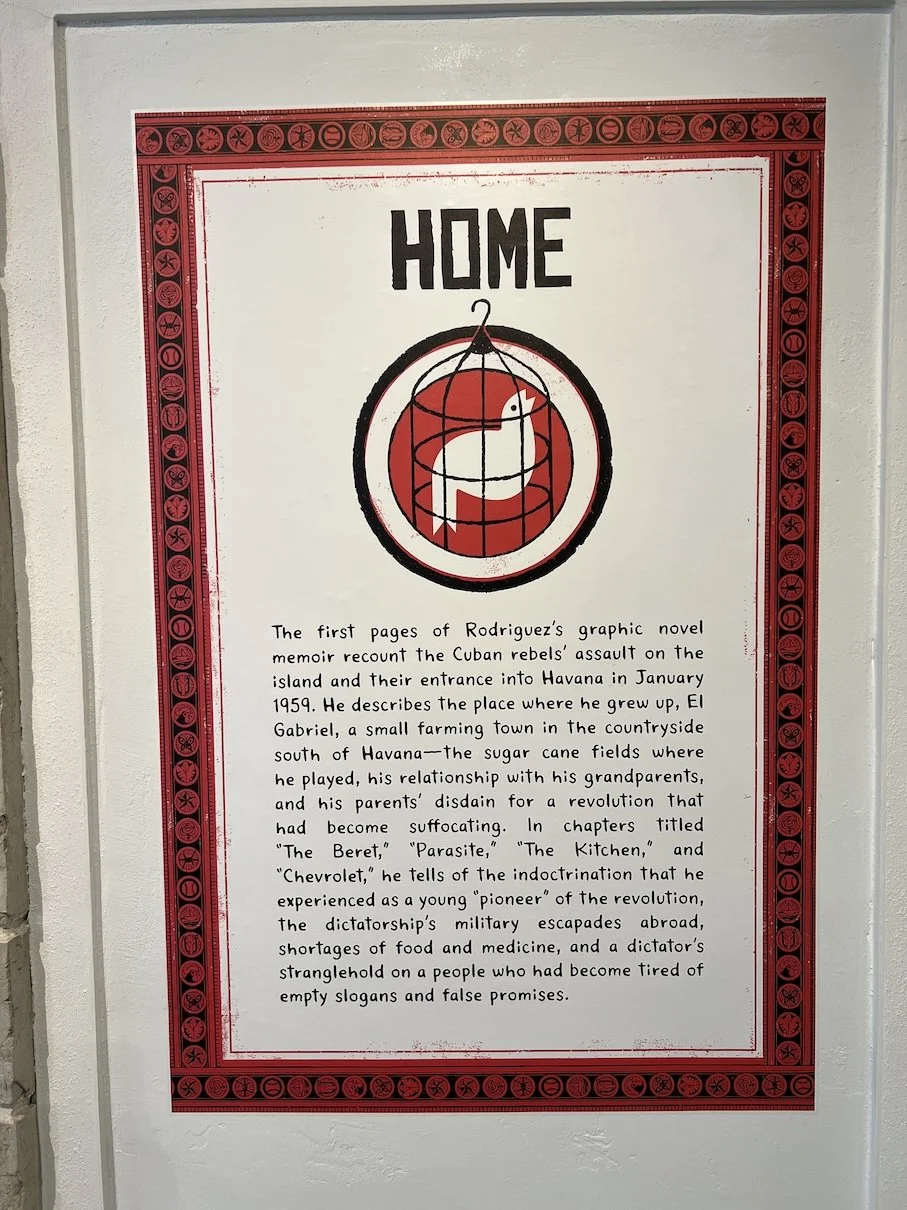 HOME
The first pages of Rodriguez's graphic novel
memoir recount the Cuban rebels' assault on the
island and their entrance into Havana in January
1959. He describes the place where he grew up, El
Gabriel, a small farming town in the countryside
south of Havana—the sugar cane fields where
he played, his relationship with his grandparents,
and his parents' disdain for a revolution that
had become suffocating. In chapters titled
"The Beret," "Parasite," "The Kitchen," and
"Chevrolet," he tells of the indoctrination that he
experienced as a young "pioneer" of the revolution,
the dictatorship's military escapades abroad,
shortages of food and medicine, and a dictator's
stranglehold on a people who had become tired of
empty slogans and false promises.